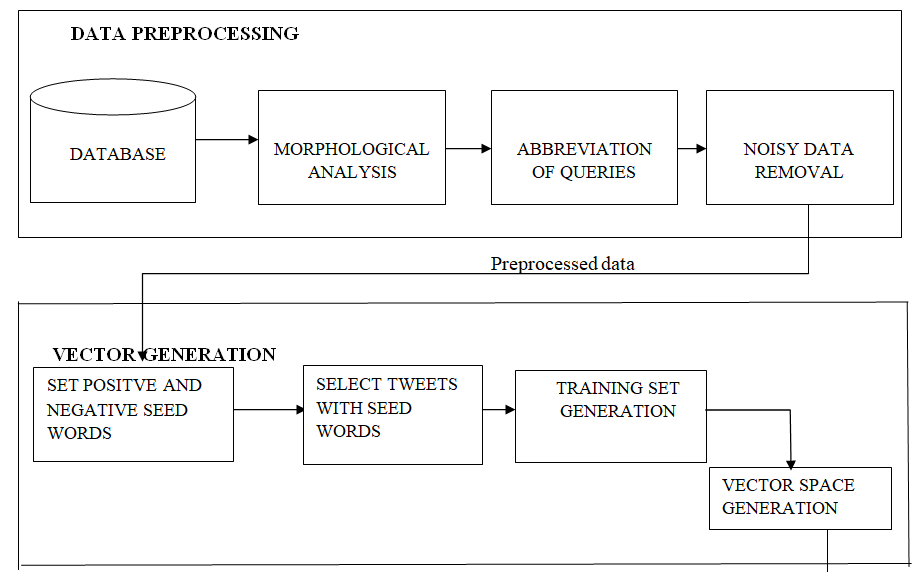 DATA PREPROCESSING
DATABASE
MORPHOLOGICAL
ANALYSIS
ABBREVIATION
OF QUERIES
NOISY DATA
REMOVAL
Preprocessed data
VECTOR GENERATION
SET POSITVE AND
NEGATIVE SEED
WORDS
SELECT TWEETS
WITH SEED
WORDS
TRAINING SET
GENERATION
VECTOR SPACE
GENERATION